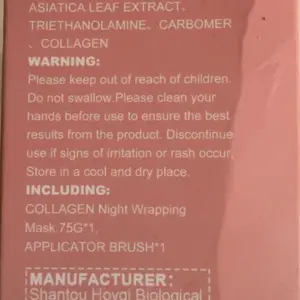 ASIATICA LEAF EXTRACT、
TRIETHANOLAMINE、CARBOMER
、COLLAGEN
WARNING:
Please keep out of reach of children.
Do not swallow.Please clean your
hands before use to ensure the best
results from the product. Discontinue
use if signs of irritation or rash occur,
Store in a cool and dry place.
INCLUDING:
COLLAGEN Night Wrapping
Mask 75G*1,
APPLICATOR BRUSH*1
MANUFACTURER:
Shantou Hovqi Biological